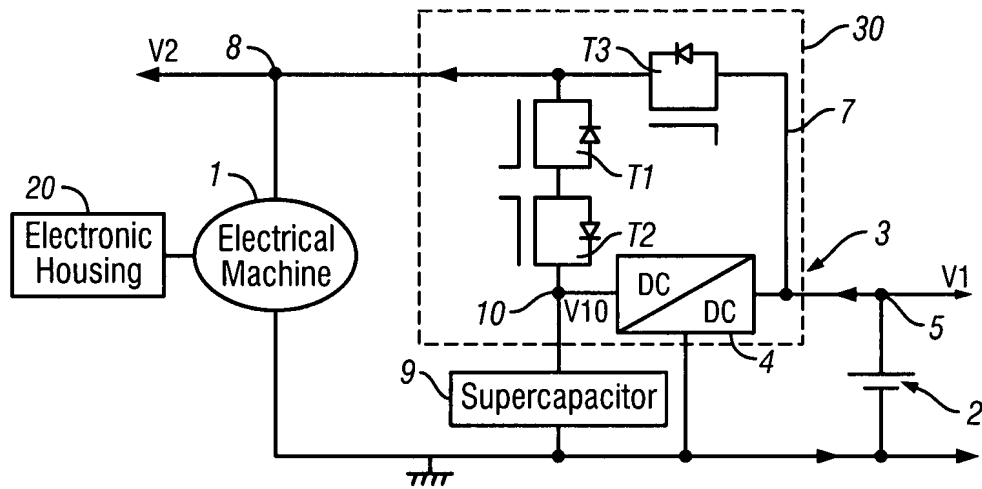 V2
8
T3
30
7
T1
20
1
Electronic
Housing
Electrical
Machine
T2
3
DC
DC
V1
10
V10
4
5
9
Supercapacitor
2